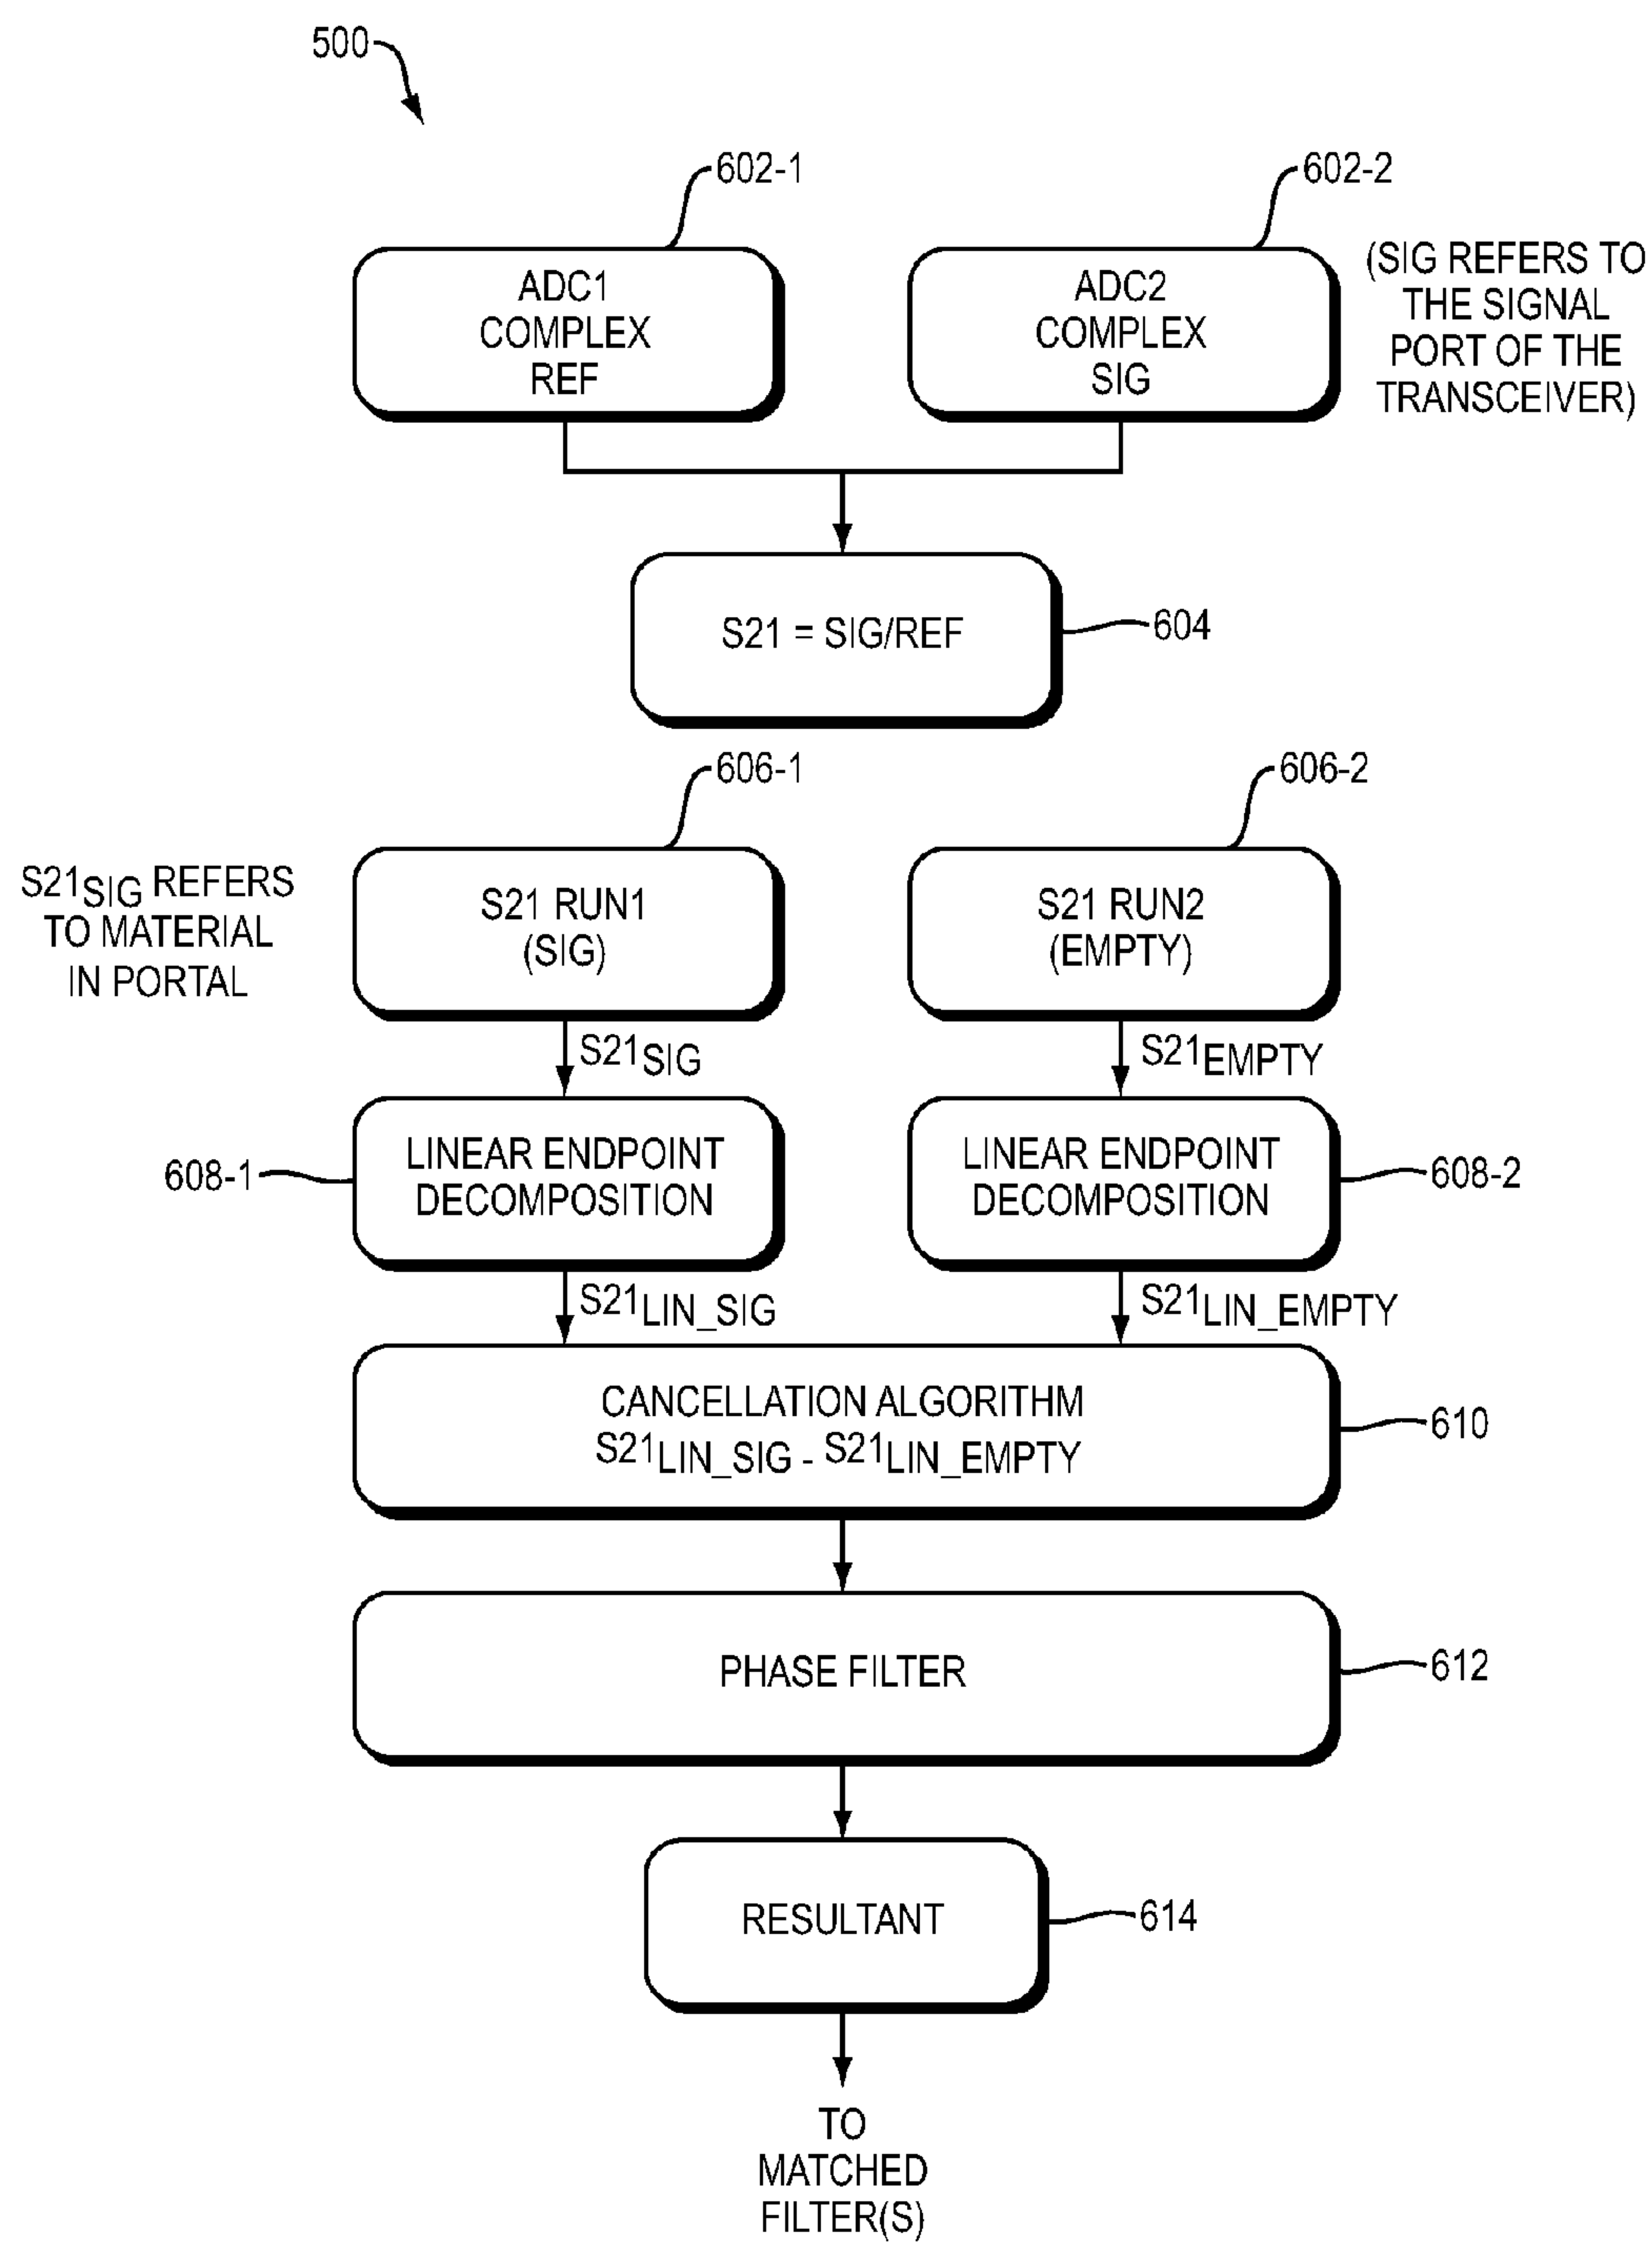 500
602-1
602-2
ADC1
COMPLEX
REF
ADC2
COMPLEX
SIG
(SIG REFERS TO
THE SIGNAL
PORT OF THE
TRANSCEIVER)
S21 = SIG/REF
604
606-1
606-2
S21SIG REFERS
TO MATERIAL
IN PORTAL
S21 RUN1
(SIG)
S21 RUN2
(EMPTY)
S21SIG
S21EMPTY
608-1
LINEAR ENDPOINT
DECOMPOSITION
LINEAR ENDPOINT
DECOMPOSITION
608-2
S21LIN_SIG
S21LIN_EMPTY
CANCELLATION ALGORITHM
S21LIN_SIG - S21LIN_EMPTY
610
PHASE FILTER
612
RESULTANT
614
TO
MATCHED
FILTER(S)